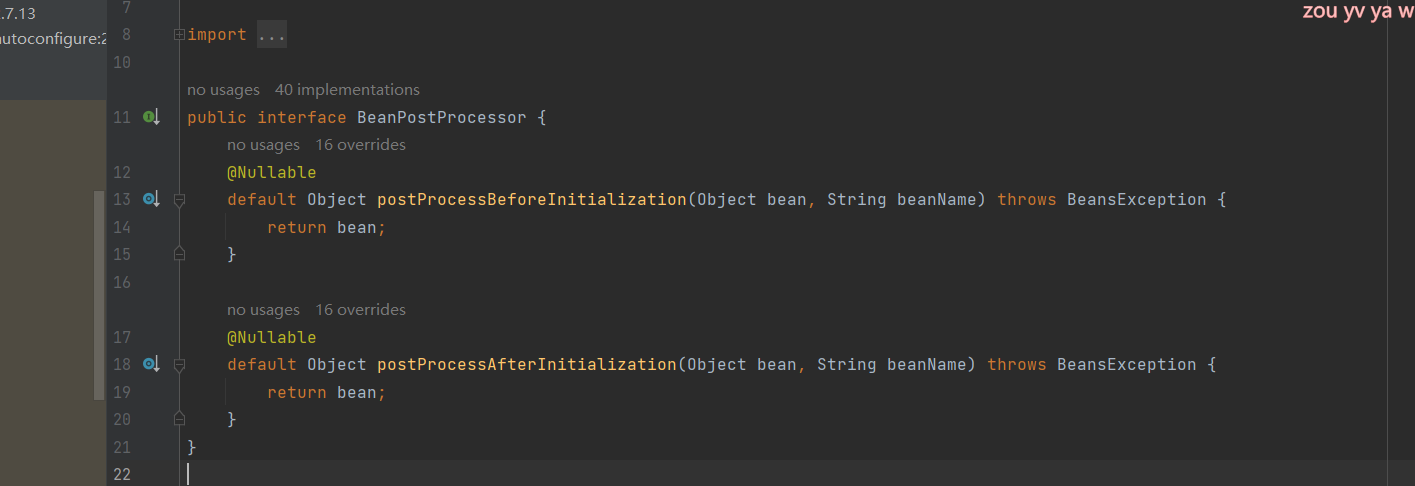 .7.13
autoconfigure:2
zou yv ya w
7
8 import ...
10
no usages 40 implementations
11 public interface BeanPostProcessor {
no usages 16 overrides
12 @Nullable
13 default Object postProcessBeforeInitialization(Object bean, String beanName) throws BeansException {
14 return bean;
15 }
16
no usages 16 overrides
17 @Nullable
18 default Object postProcessAfterInitialization(Object bean, String beanName) throws BeansException {
19 return bean;
20 }
21 }
22